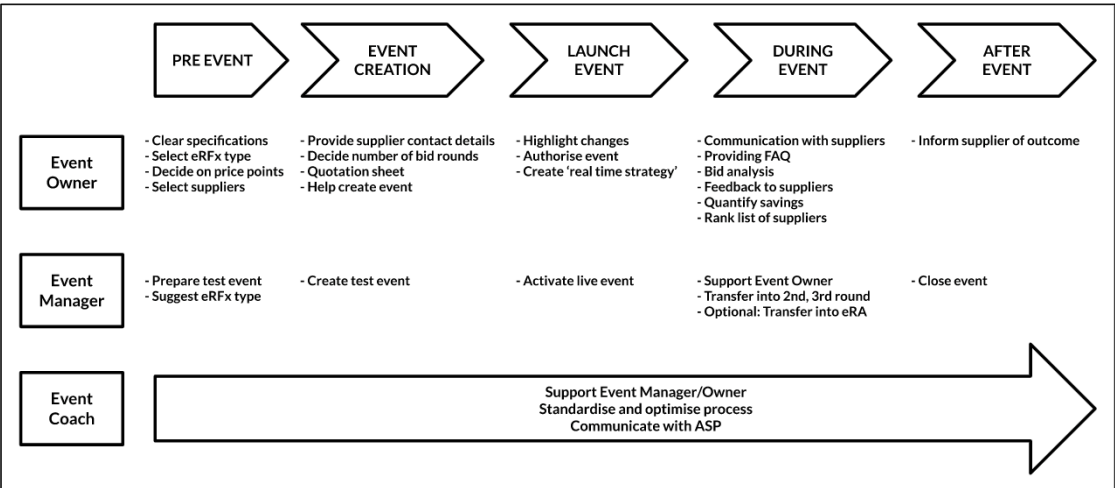 PRE EVENT
EVENT
CREATION
LAUNCH
EVENT
DURING
EVENT
AFTER
EVENT
Event
Owner
- Clear specifications
- Select eRFx type
- Decide on price points
- Select suppliers
- Provide supplier contact details
- Decide number of bid rounds
- Quotation sheet
- Help create event
- Highlight changes
- Authorise event
- Create ‘real time strategy’
- Communication with suppliers
- Providing FAQ
- Bid analysis
- Feedback to suppliers
- Quantify savings
- Rank list of suppliers
- Inform supplier of outcome
Event
Manager
- Prepare test event
- Suggest eRFx type
- Create test event
- Activate live event
- Support Event Owner
- Transfer into 2nd, 3rd round
- Optional: Transfer into eRA
- Close event
Event
Coach
Support Event Manager/Owner
Standardise and optimise process
Communicate with ASP